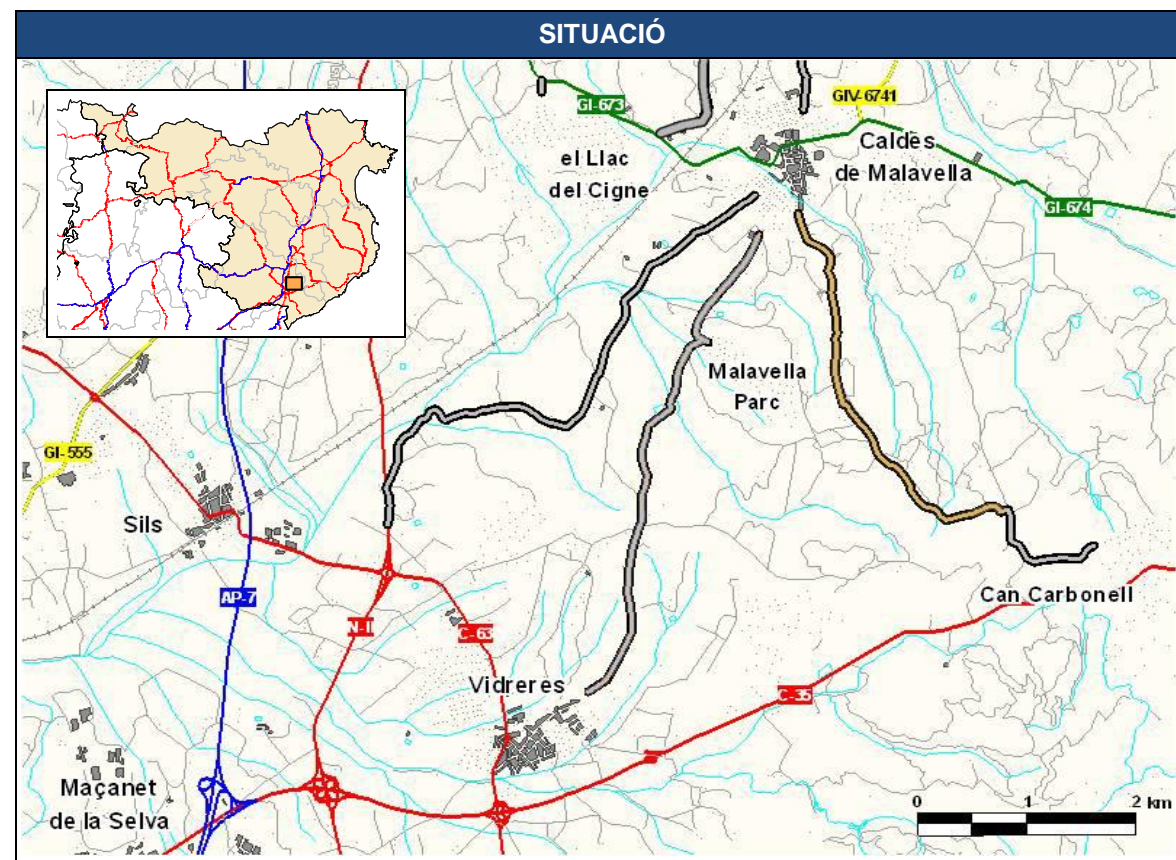 SITUACIÓ
GI-673
GIV-6741
Caldes
de Malavella
el Llac
del Cigne
GI-674
Malavella
Parc
GI-555
Sils
AP-7
N-II
C-63
Can Carbonell
Vidreres
C-35
Maçanet
de la Selva
0 1 2 km